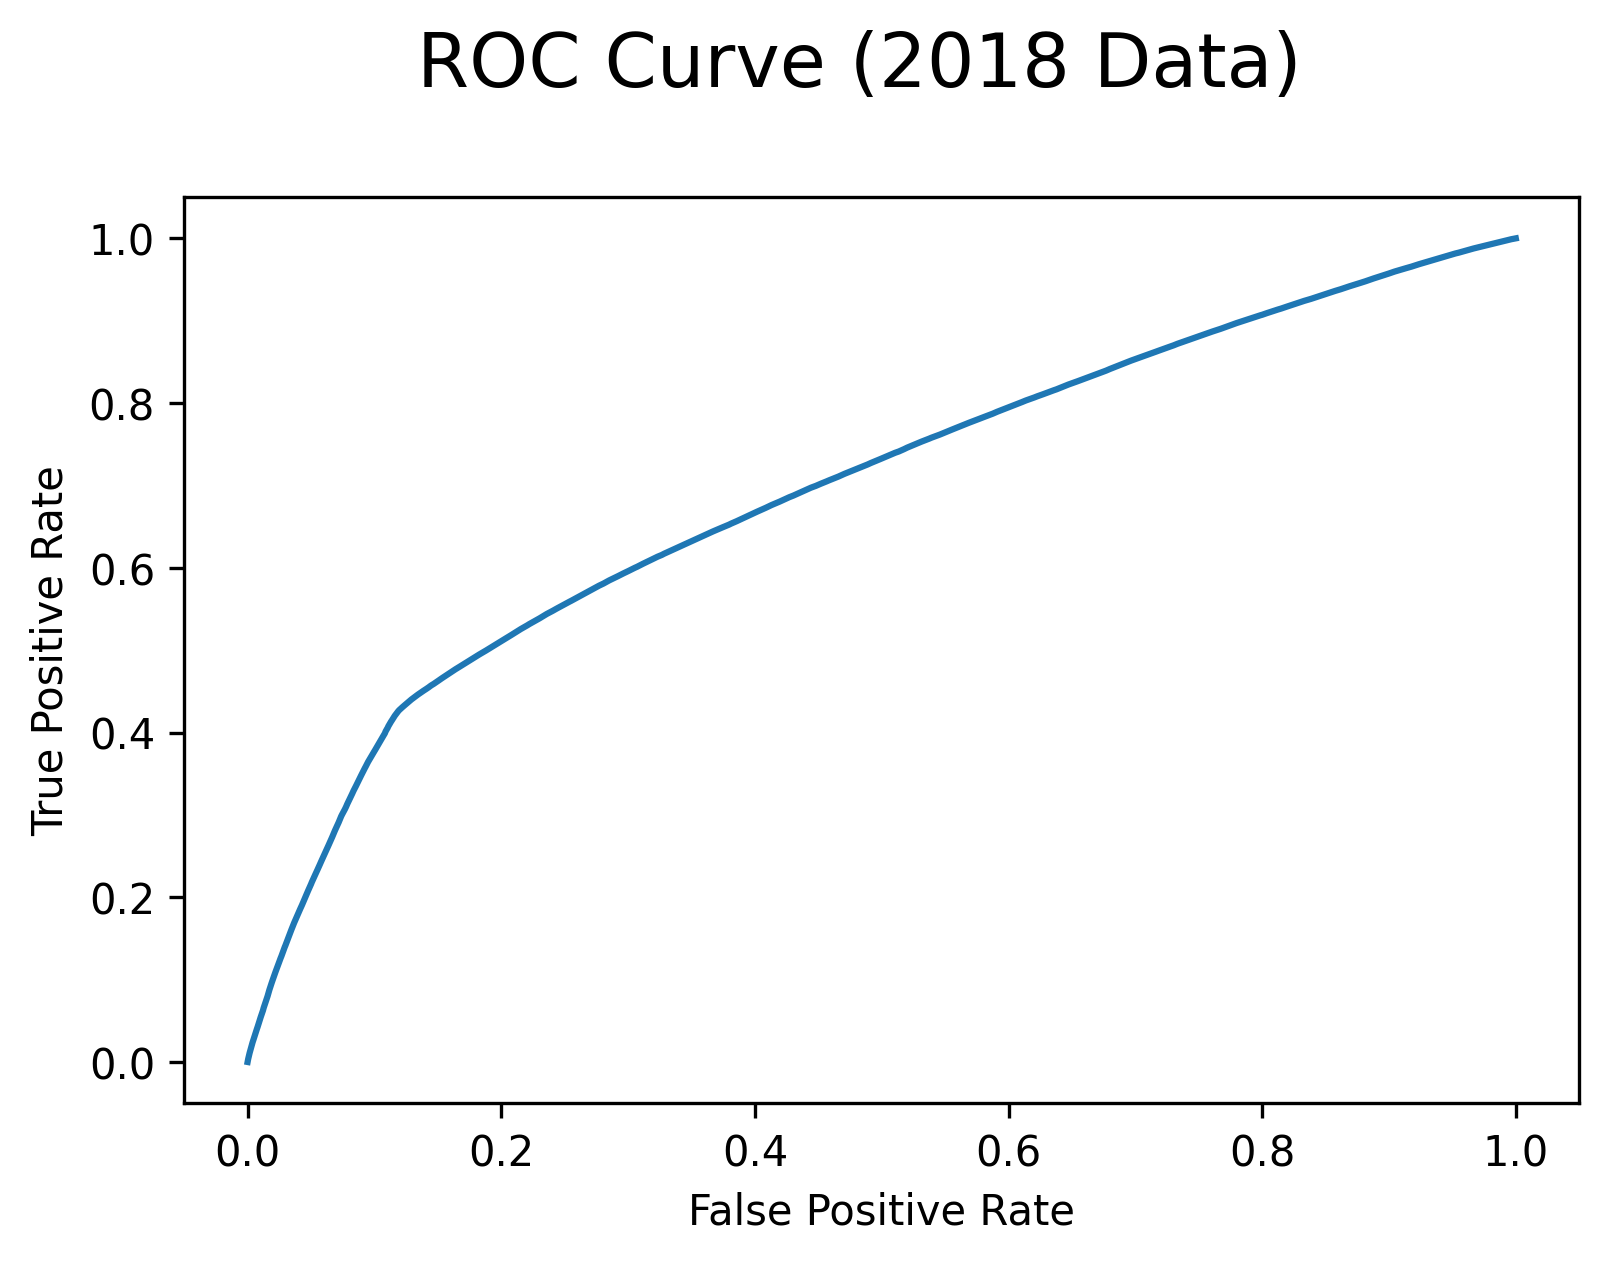 ROC Curve (2018 Data)
1.0
0.8
0.6
0.4
0.2
0.0
True Positive Rate
0.0 0.2 0.4 0.6 0.8 1.0
False Positive Rate